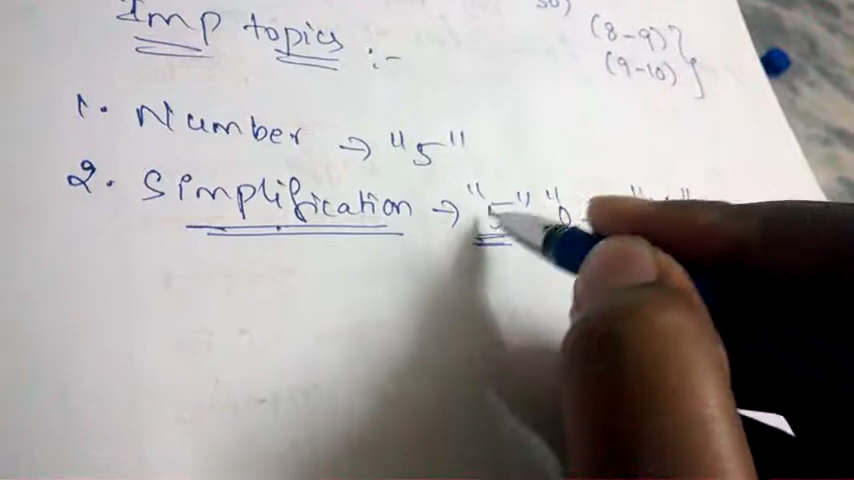 Imp topics :-
(8-9)
(9-10)
1. Number → "5"
2. Simplification → "5"